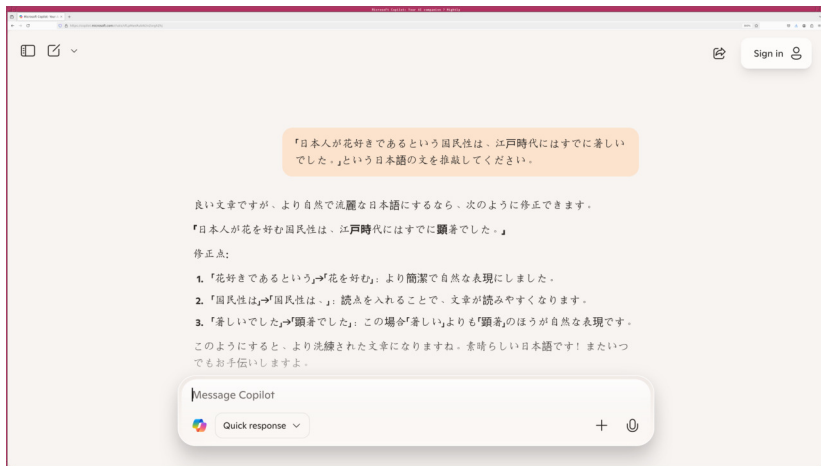 Sign in
「日本人が花好きであるという国民性は、江戸時代にはすでに著しい
でした。」という日本語の文を推敲してください。
良い文章ですが、より自然で流麗な日本語にするなら、次のように修正できます。
「日本人が花を好む国民性は、江戸時代にはすでに顕著でした。」
修正点:
1. 「花好きであるという」→「花を好む」: より簡潔で自然な表現にしました。
2. 「国民性は」→「国民性は、」: 読点を入れることで、文章が読みやすくなります。
3. 「著しいでした」→「顕著でした」: この場合「著しい」よりも「顕著」のほうが自然な表現です。
このようにすると、より洗練された文章になりますね。素晴らしい日本語です! またいつ
でもお手伝いしますよ。
Message Copilot
Quick response